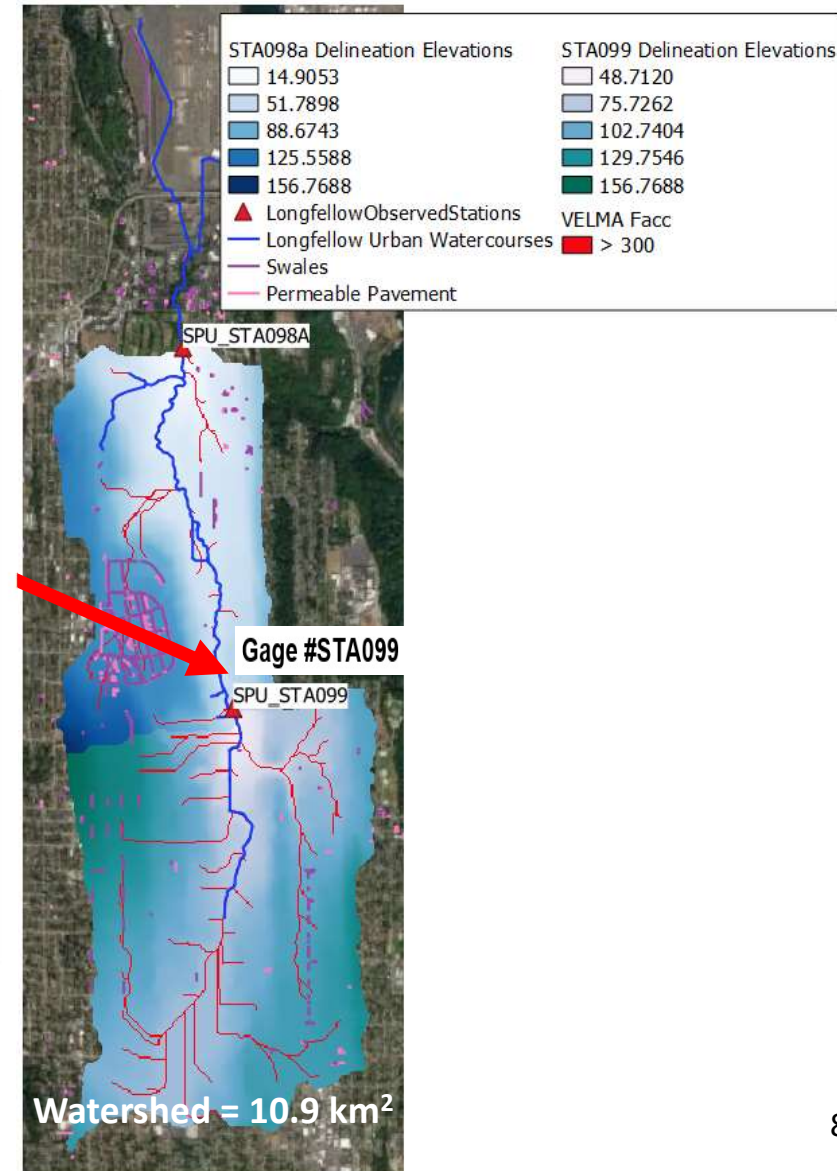 STA098a Delineation Elevations
14.9053
51.7898
88.6743
125.5588
156.7688
LongfellowObservedStations
Longfellow Urban Watercourses
Swales
Permeable Pavement
STA099 Delineation Elevations
48.7120
75.7262
102.7404
129.7546
156.7688
VELMA Facc
> 300
SPU_STA098A
Gage #STA099
SPU_STA099
Watershed = 10.9 km²
8